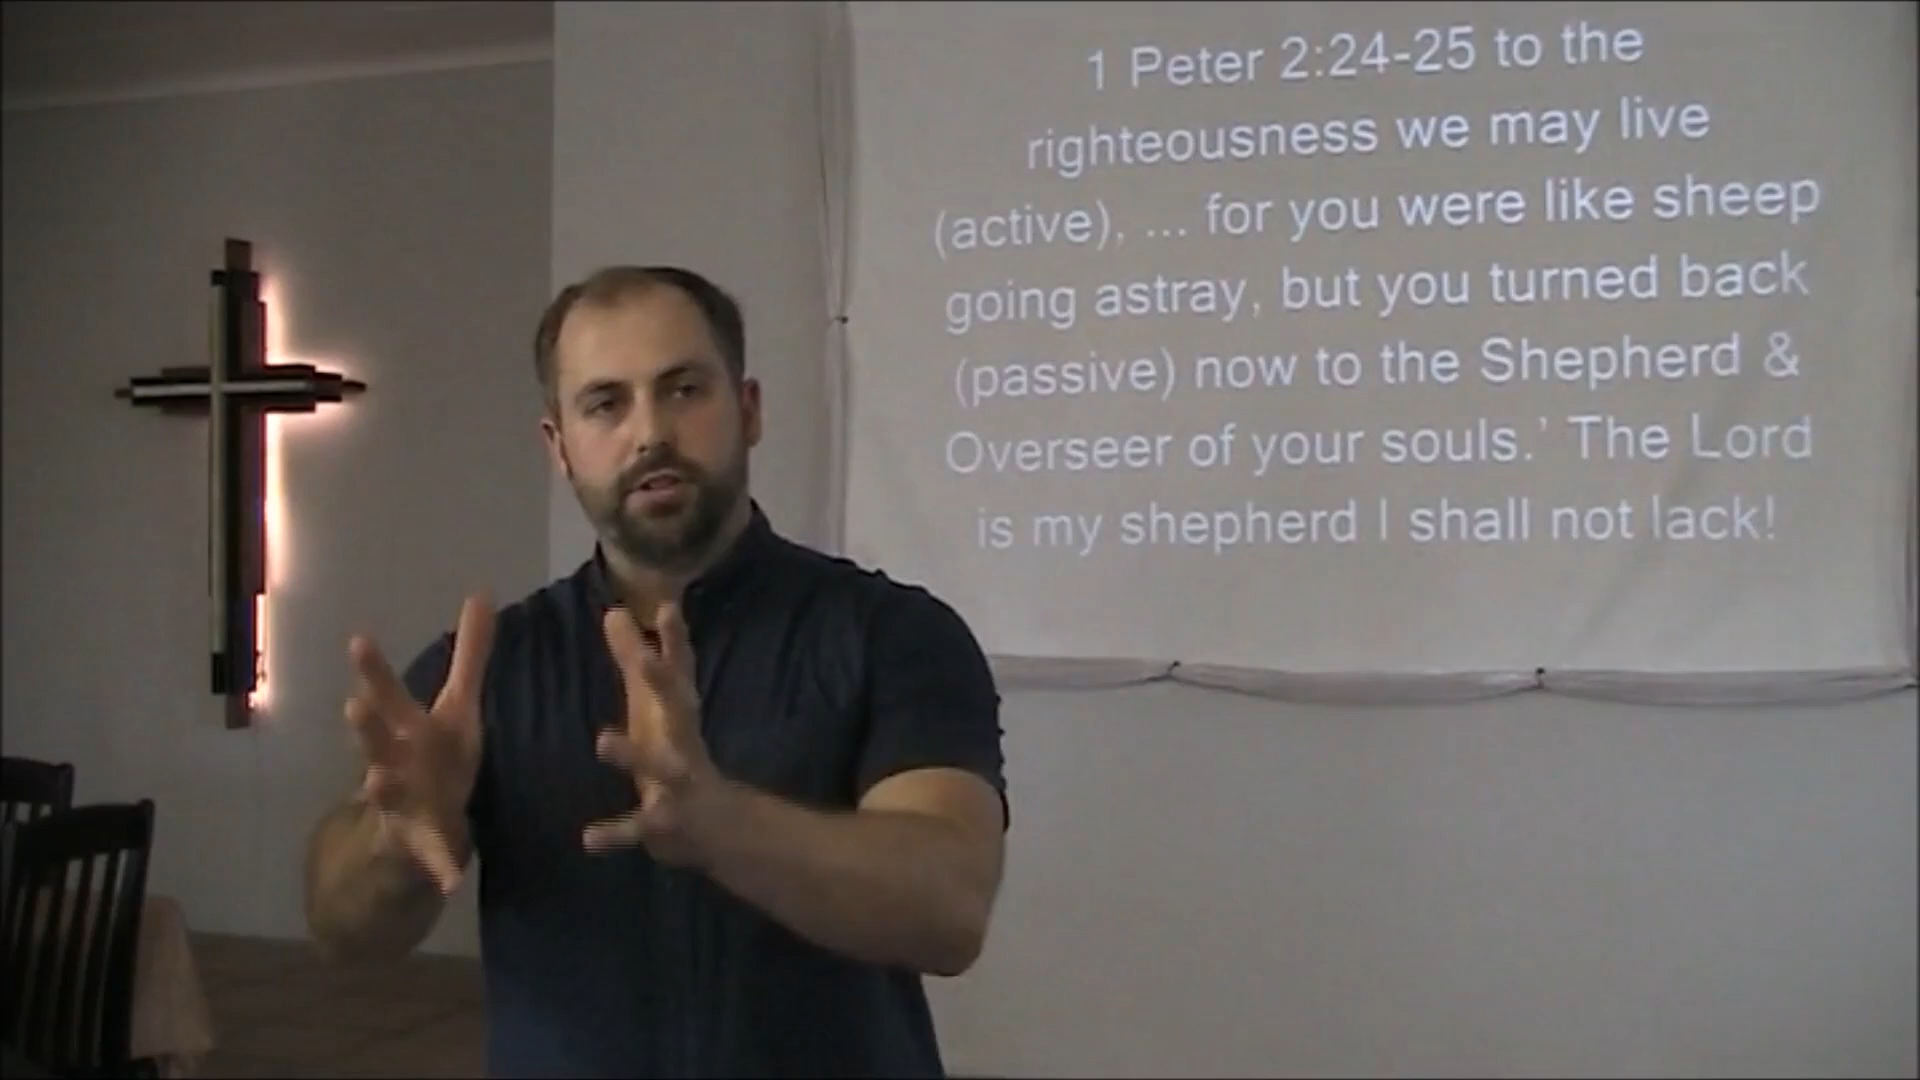 1 Peter 2:24-25 to the
righteousness we may live
(active), ... for you were like sheep
going astray, but you turned back
(passive) now to the Shepherd &
Overseer of your souls.' The Lord
is my shepherd I shall not lack!